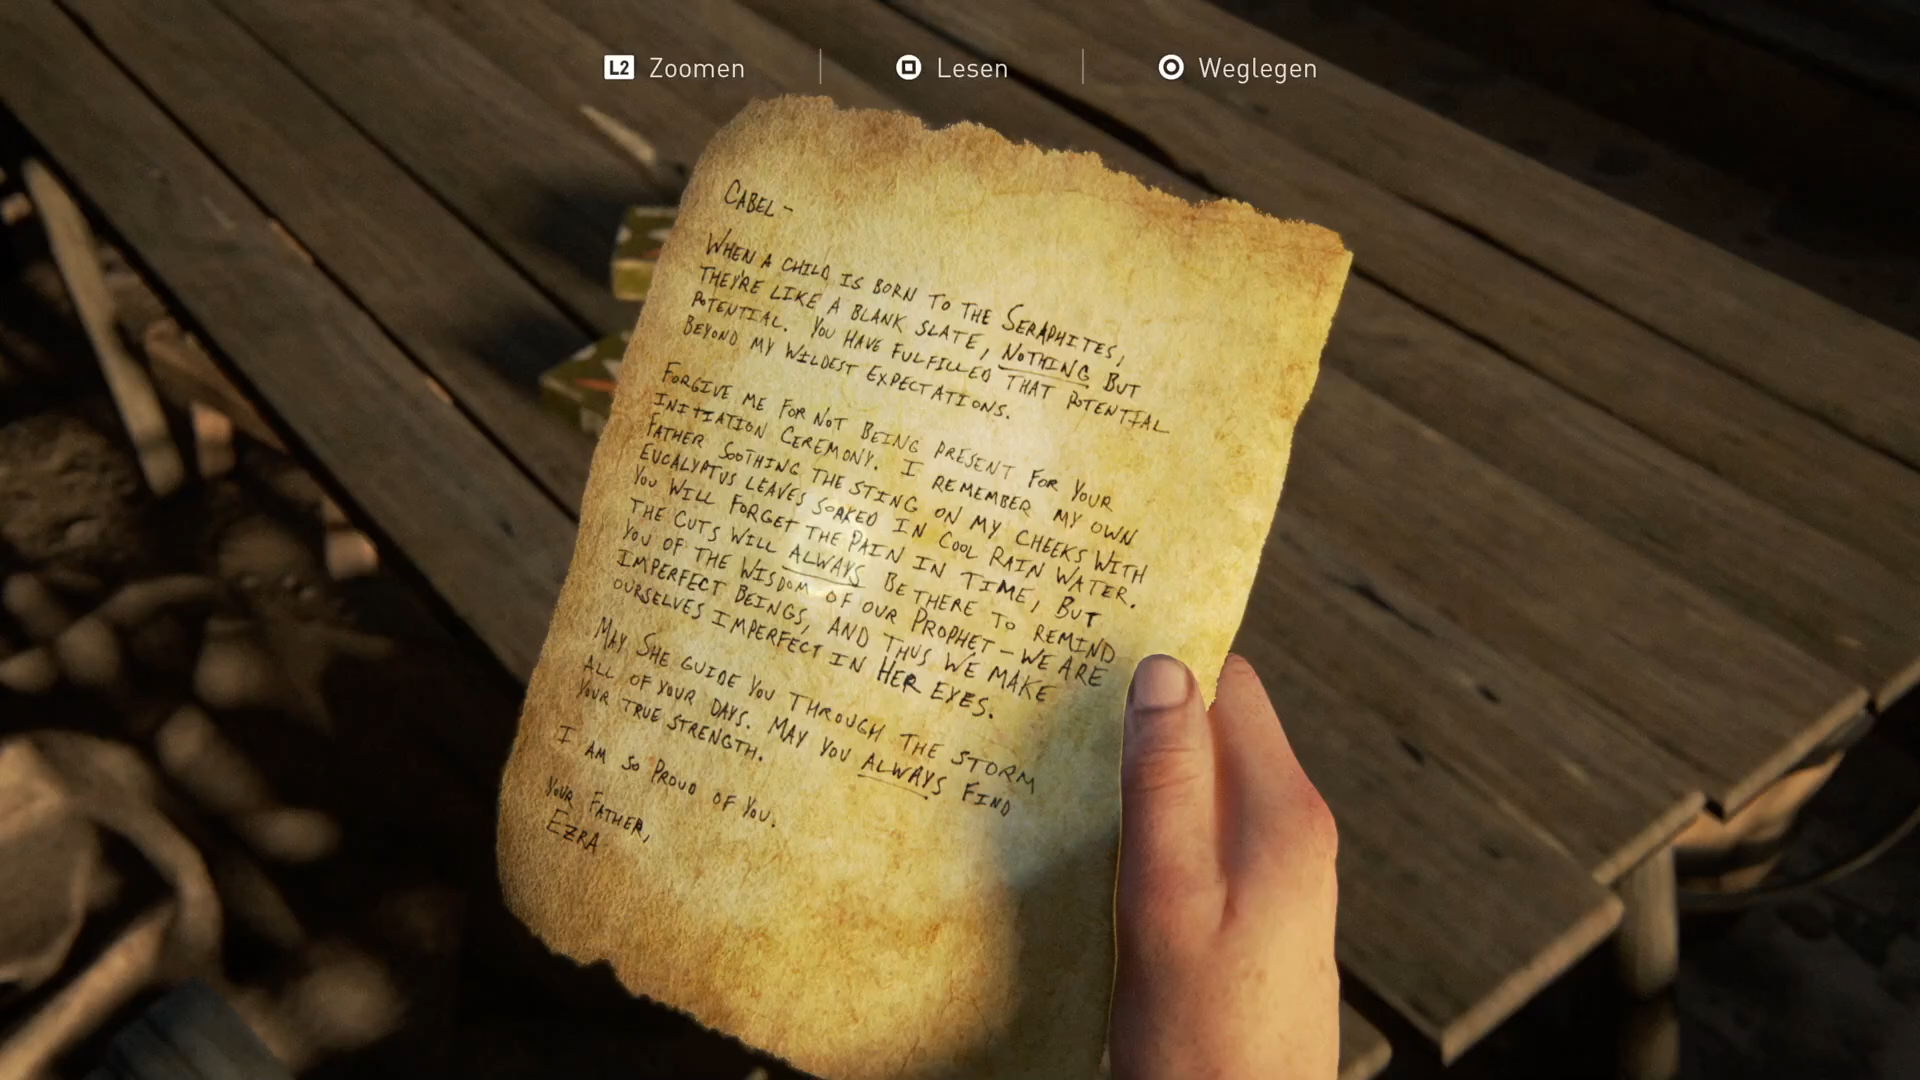 L2 Zoomen
Lesen
Weglegen
CABEL -
WHEN A CHILD IS BORN TO THE SERAPHITES,
THEY'RE LIKE A BLANK SLATE, NOTHING BUT
POTENTIAL. YOU HAVE FULFILLED THAT POTENTIAL
BEYOND MY WILDEST EXPECTATIONS.
FORGIVE ME FOR NOT BEING PRESENT FOR YOUR
INITIATION CEREMONY. I REMEMBER MY OWN
FATHER SOOTHING THE STING ON MY CHEEKS WITH
EUCALYPTUS LEAVES SOAKED IN COOL RAIN WATER.
YOU WILL FORGET THE PAIN IN TIME, BUT
THE CUTS WILL ALWAYS BE THERE TO REMIND
YOU OF THE WISDOM OF OUR PROPHET - WE ARE
IMPERFECT BEINGS, AND THUS WE MAKE
OURSELVES IMPERFECT IN HER EYES.
MAY SHE GUIDE YOU THROUGH THE STORM
ALL OF YOUR DAYS. MAY YOU ALWAYS FIND
YOUR TRUE STRENGTH.
I AM SO PROUD OF YOU.
YOUR FATHER,
EZRA